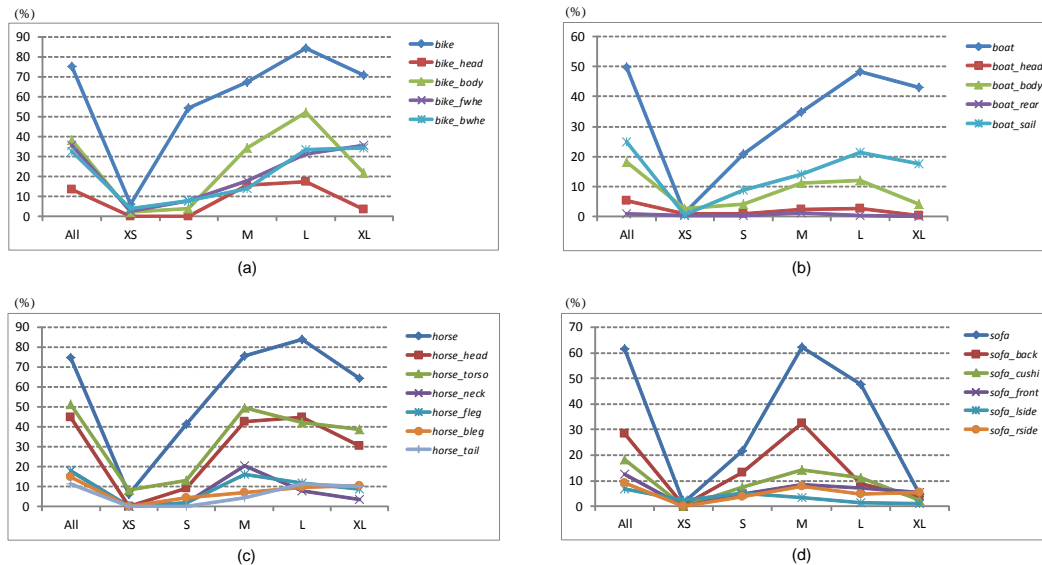 (%)
90
80
70
60
50
40
30
20
10
0
All XS S M L XL
bike
bike_head
bike_body
bike_fwhe
bike_bwhe
(a)
(%)
60
50
40
30
20
10
0
All XS S M L XL
boat
boat_head
boat_body
boat_rear
boat_sail
(b)
(%)
90
80
70
60
50
40
30
20
10
0
All XS S M L XL
horse
horse_head
horse_torso
horse_neck
horse_fleg
horse_bleg
horse_tail
(c)
(%)
70
60
50
40
30
20
10
0
All XS S M L XL
sofa
sofa_back
sofa_cushi
sofa_front
sofa_lside
sofa_rside
(d)